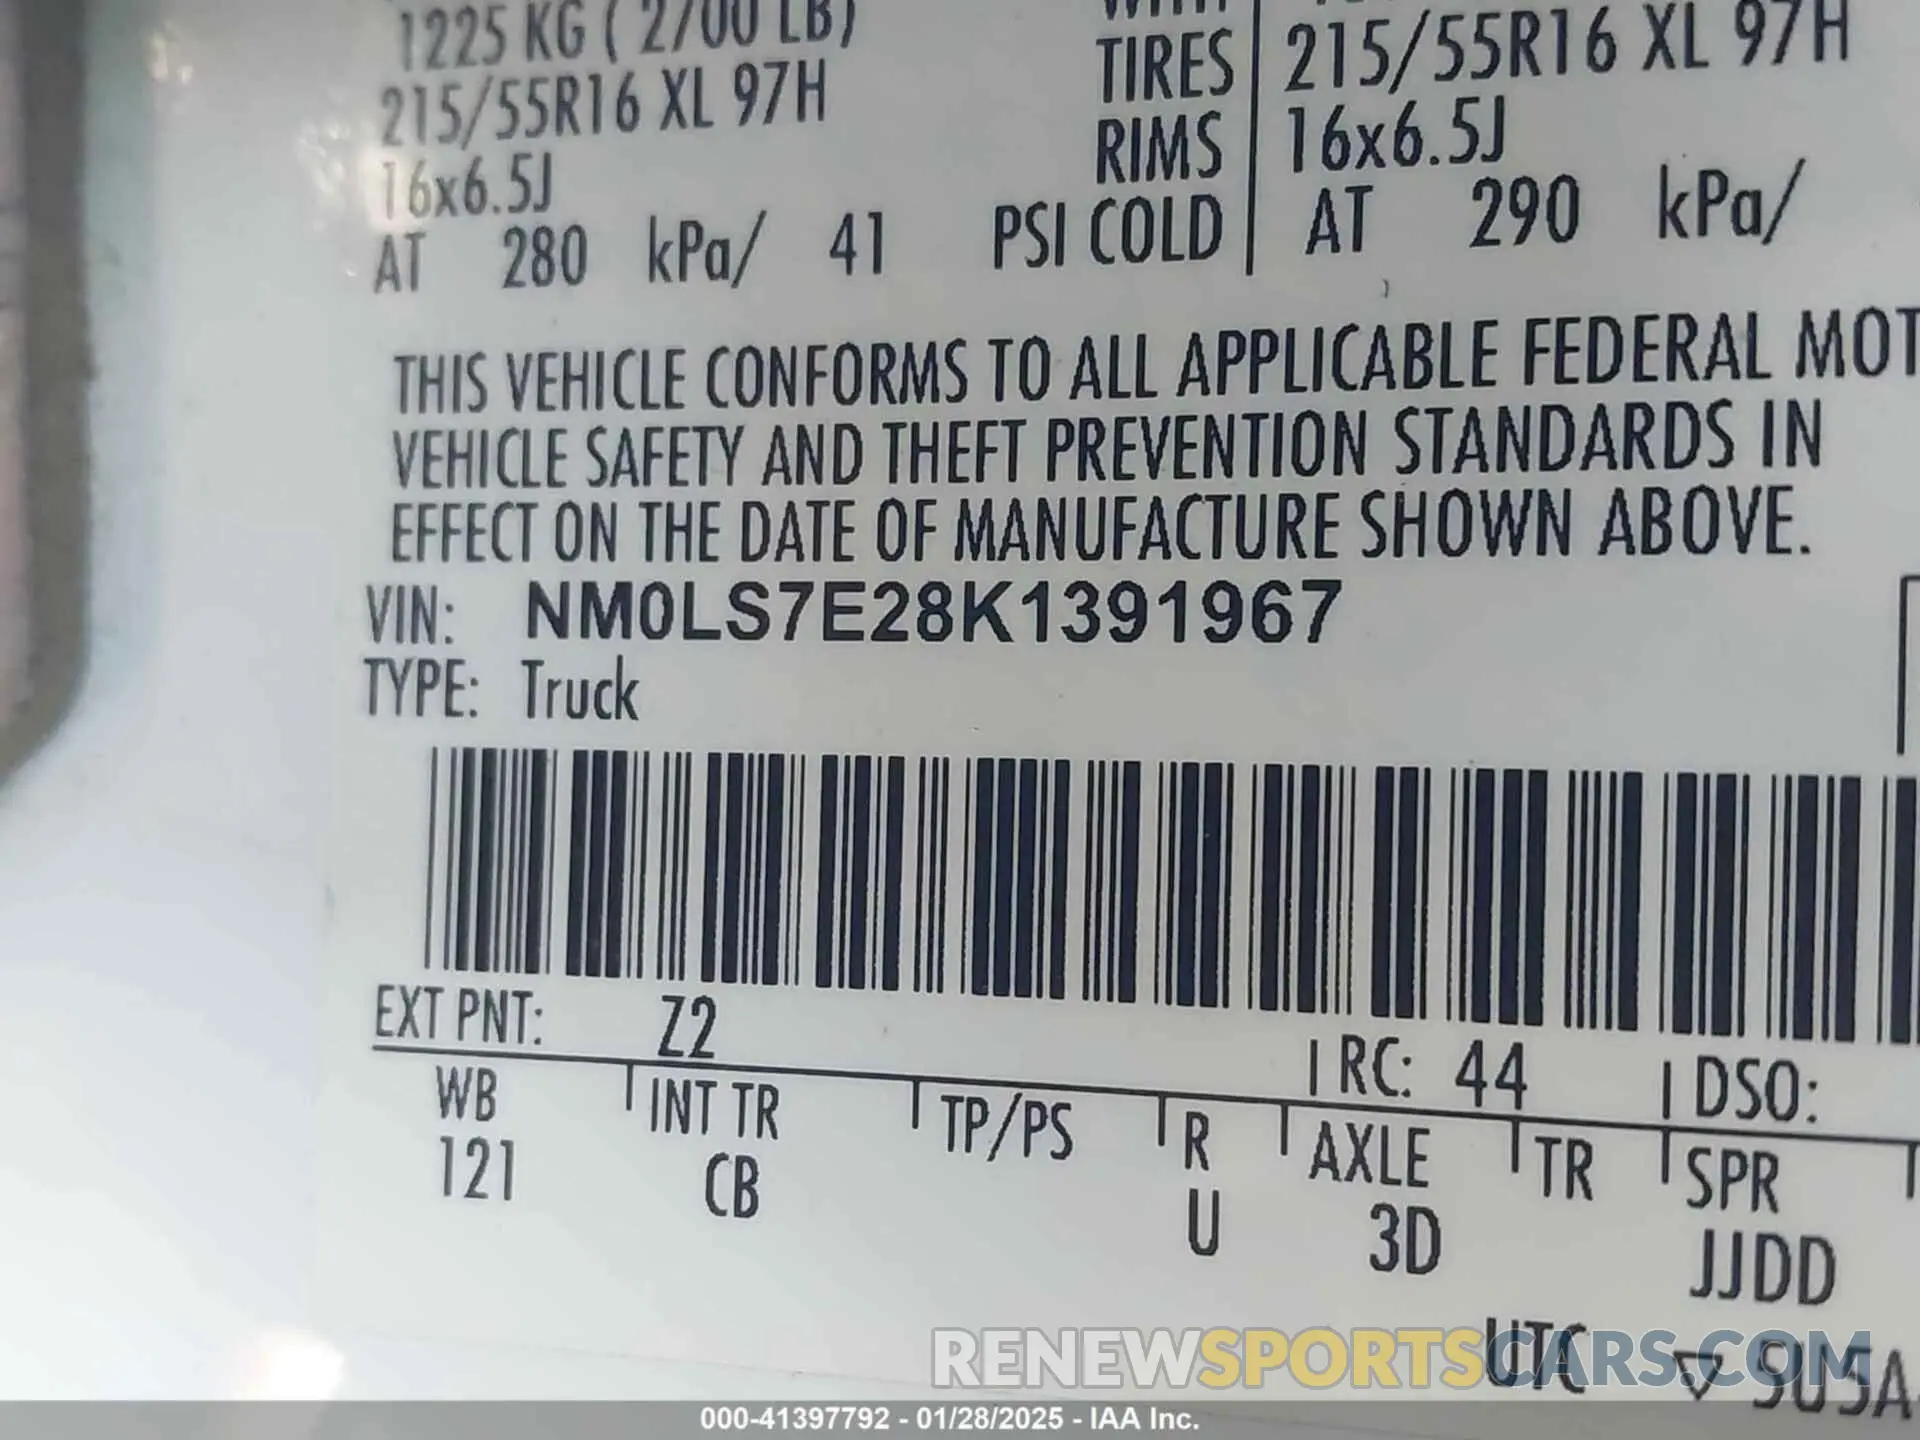 1225 KG ( 2700 LB)
215/55R16 XL 97H TIRES 215/55R16 XL 97H
16x6.5J RIMS 16x6.5J
AT 280 kPa/ 41 PSI COLD AT 290 kPa/
THIS VEHICLE CONFORMS TO ALL APPLICABLE FEDERAL MOT
VEHICLE SAFETY AND THEFT PREVENTION STANDARDS IN
EFFECT ON THE DATE OF MANUFACTURE SHOWN ABOVE.
VIN: NM0LS7E28K1391967
TYPE: Truck
EXT PNT: Z2 RC: 44 DSO:
WB INT TR TP/PS R AXLE TR SPR
121 CB U 3D JJDD
UTC ▽ 5U5A
RENEWSPORTSCARS.COM
000-41397792 - 01/28/2025 - IAA Inc.